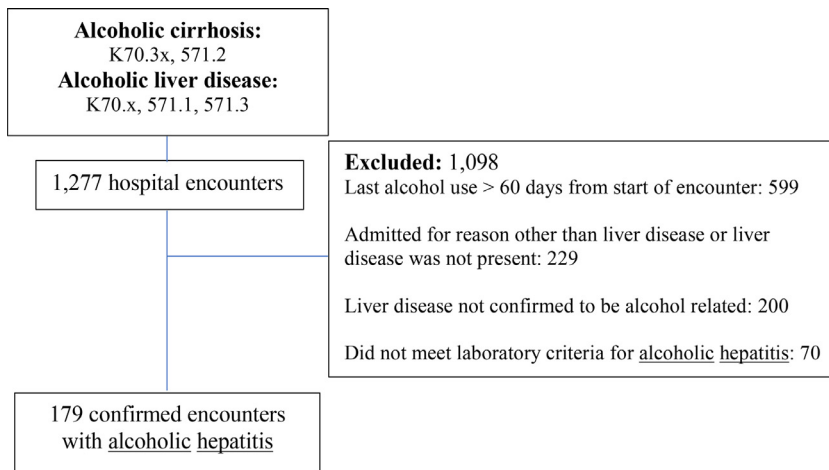 Alcoholic cirrhosis:
K70.3x, 571.2
Alcoholic liver disease:
K70.x, 571.1, 571.3
1,277 hospital encounters
Excluded: 1,098
Last alcohol use > 60 days from start of encounter: 599
Admitted for reason other than liver disease or liver
disease was not present: 229
Liver disease not confirmed to be alcohol related: 200
Did not meet laboratory criteria for alcoholic hepatitis: 70
179 confirmed encounters
with alcoholic hepatitis